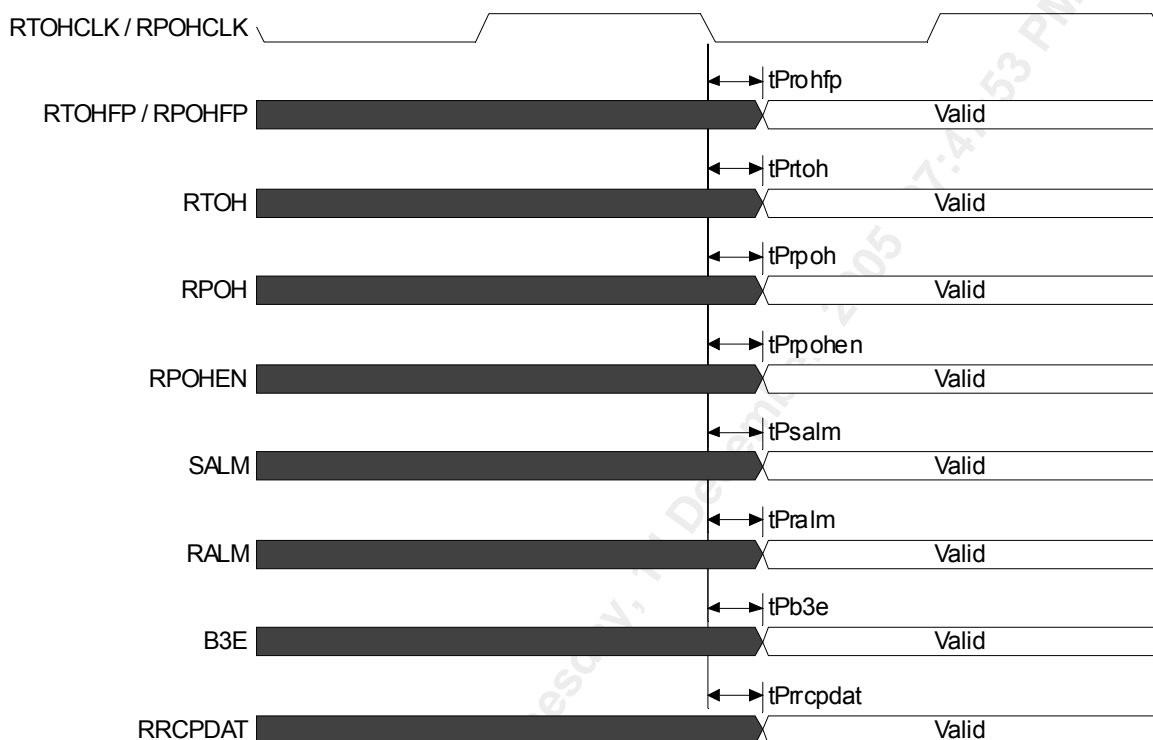 RTOHCLK / RPOHCLK
tProhfp
RTOHFP / RPOHFP Valid
tPrtoh
RTOH Valid
tPrpoh
RPOH Valid
tPrpohen
RPOHEN Valid
tPsalm
SALM Valid
tPralm
RALM Valid
tPb3e
B3E Valid
tPrrcpdat
RRCPDAT Valid